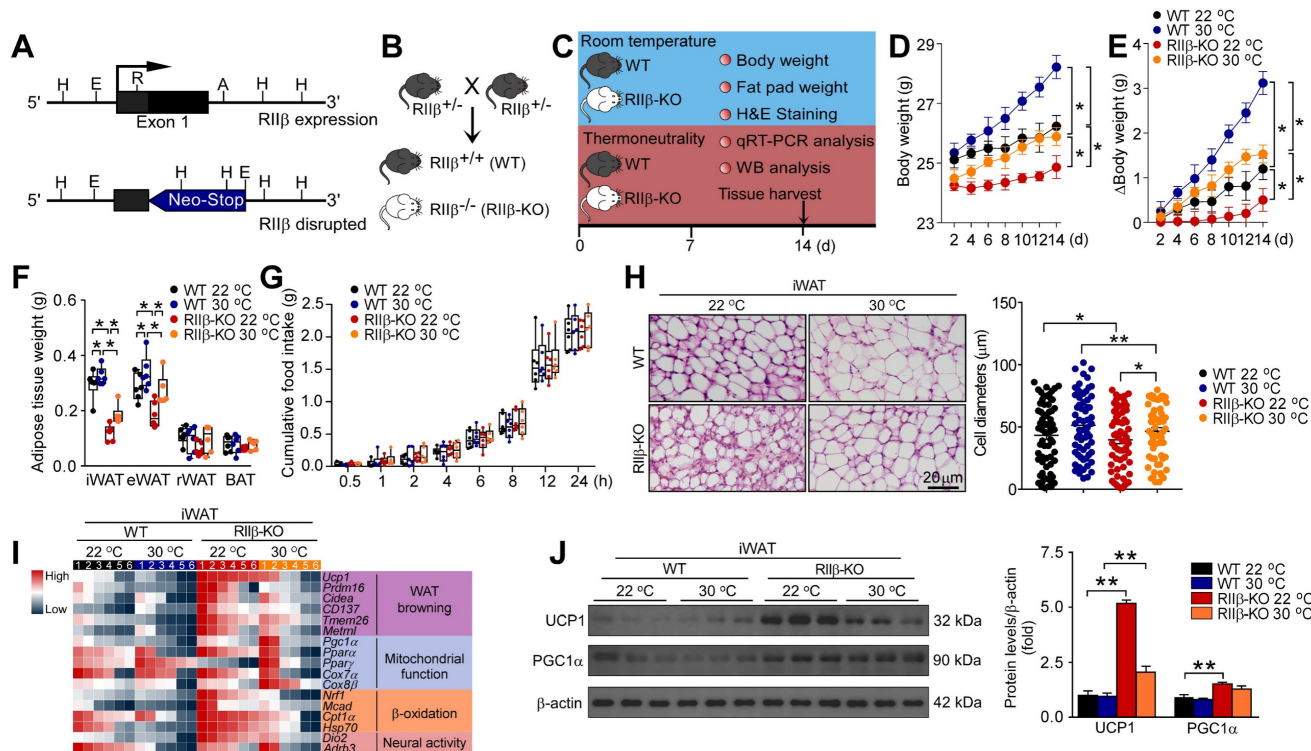 A
H E R A H H
5' 3'
Exon 1 RIIβ expression
H E H H E H H
Neo-Stop
5' 3'
RIIβ disrupted
B
X
RIIβ+/- RIIβ+/-
RIIβ+/+ (WT)
RIIβ-/- (RIIβ-KO)
C
Room temperature
WT
RIIβ-KO
Thermoneutrality
WT
RIIβ-KO
Body weight
Fat pad weight
H&E Staining
qRT-PCR analysis
WB analysis
Tissue harvest
0 7 14 (d)
D
Body weight (g)
29
27
25
23
2 4 6 8 10 12 14 (d)
* * * *
E
WT 22 °C
WT 30 °C
RIIβ-KO 22 °C
RIIβ-KO 30 °C
ΔBody weight (g)
4
3
2
1
0
2 4 6 8 10 12 14 (d)
* * * *
F
WT 22 °C
WT 30 °C
RIIβ-KO 22 °C
RIIβ-KO 30 °C
Adipose tissue weight (g)
0.6
0.4
0.2
0.0
* * * * * * * *
iWAT eWAT rWAT BAT
G
WT 22 °C
WT 30 °C
RIIβ-KO 22 °C
RIIβ-KO 30 °C
Cumulative food intake (g)
2.5
2.0
1.5
1.0
0.5
0.0
0.5 1 2 4 6 8 12 24 (h)
H
iWAT
22 °C 30 °C
WT
RIIβ-KO
20 μm
Cell diameters (μm)
150
100
50
0
*
**
*
WT 22 °C
WT 30 °C
RIIβ-KO 22 °C
RIIβ-KO 30 °C
I
iWAT
WT RIIβ-KO
22 °C 30 °C 22 °C 30 °C
1 2 3 4 5 6 1 2 3 4 5 6 1 2 3 4 5 6 1 2 3 4 5 6
High
Low
Ucp1
Prdm16
Cidea
CD137
Tmem26
Metrnl
WAT
browning
Pgc1α
Pparα
Pparγ
Cox7α
Cox8β
Mitochondrial
function
Nrf1
Mcad
Cpt1α
Hsp70
β-oxidation
Dio2
Adrb3
Neural activity
J
iWAT
WT RIIβ-KO
22 °C 30 °C 22 °C 30 °C
UCP1 32 kDa
PGC1α 90 kDa
β-actin 42 kDa
Protein levels/β-actin
(fold)
7.5
5.0
2.5
0.0
**
**
**
UCP1 PGC1α
WT 22 °C
WT 30 °C
RIIβ-KO 22 °C
RIIβ-KO 30 °C